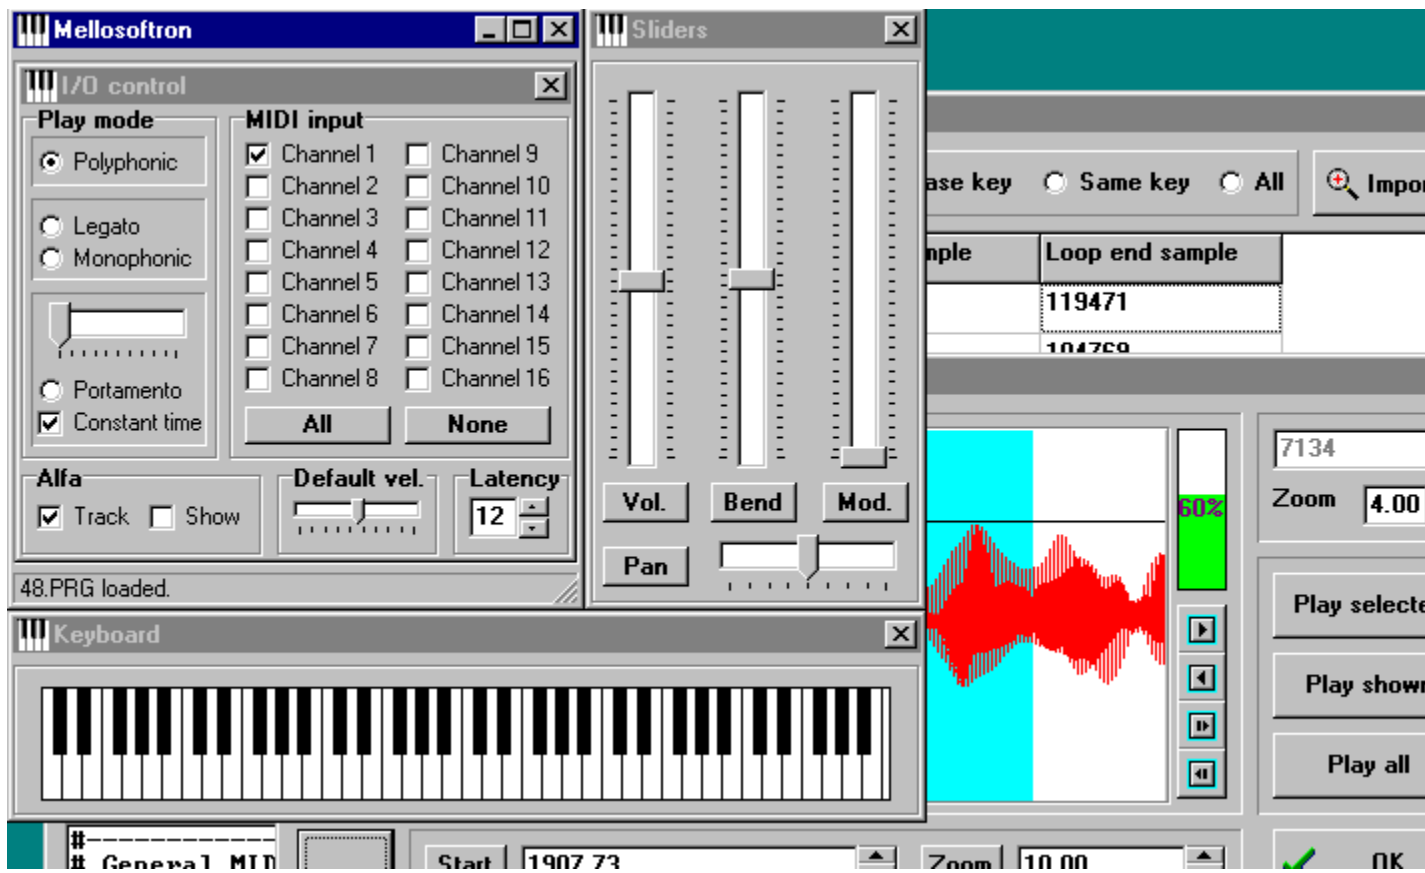 Mellosoftron
I/O control
Play mode
Polyphonic
Legato
Monophonic
Portamento
Constant time
MIDI input
Channel 1
Channel 2
Channel 3
Channel 4
Channel 5
Channel 6
Channel 7
Channel 8
Channel 9
Channel 10
Channel 11
Channel 12
Channel 13
Channel 14
Channel 15
Channel 16
All
None
Alfa
Track
Show
Default vel.
Latency
12
48.PRG loaded.
Sliders
Vol.
Bend
Mod.
Pan
Keyboard
ase key
Same key
All
Impor
mple
Loop end sample
119471
104769
60%
7134
Zoom
4.00
Play selecte
Play shown
Play all
#---------------
# General MID
Start
1907.73
Zoom
10.00
OK